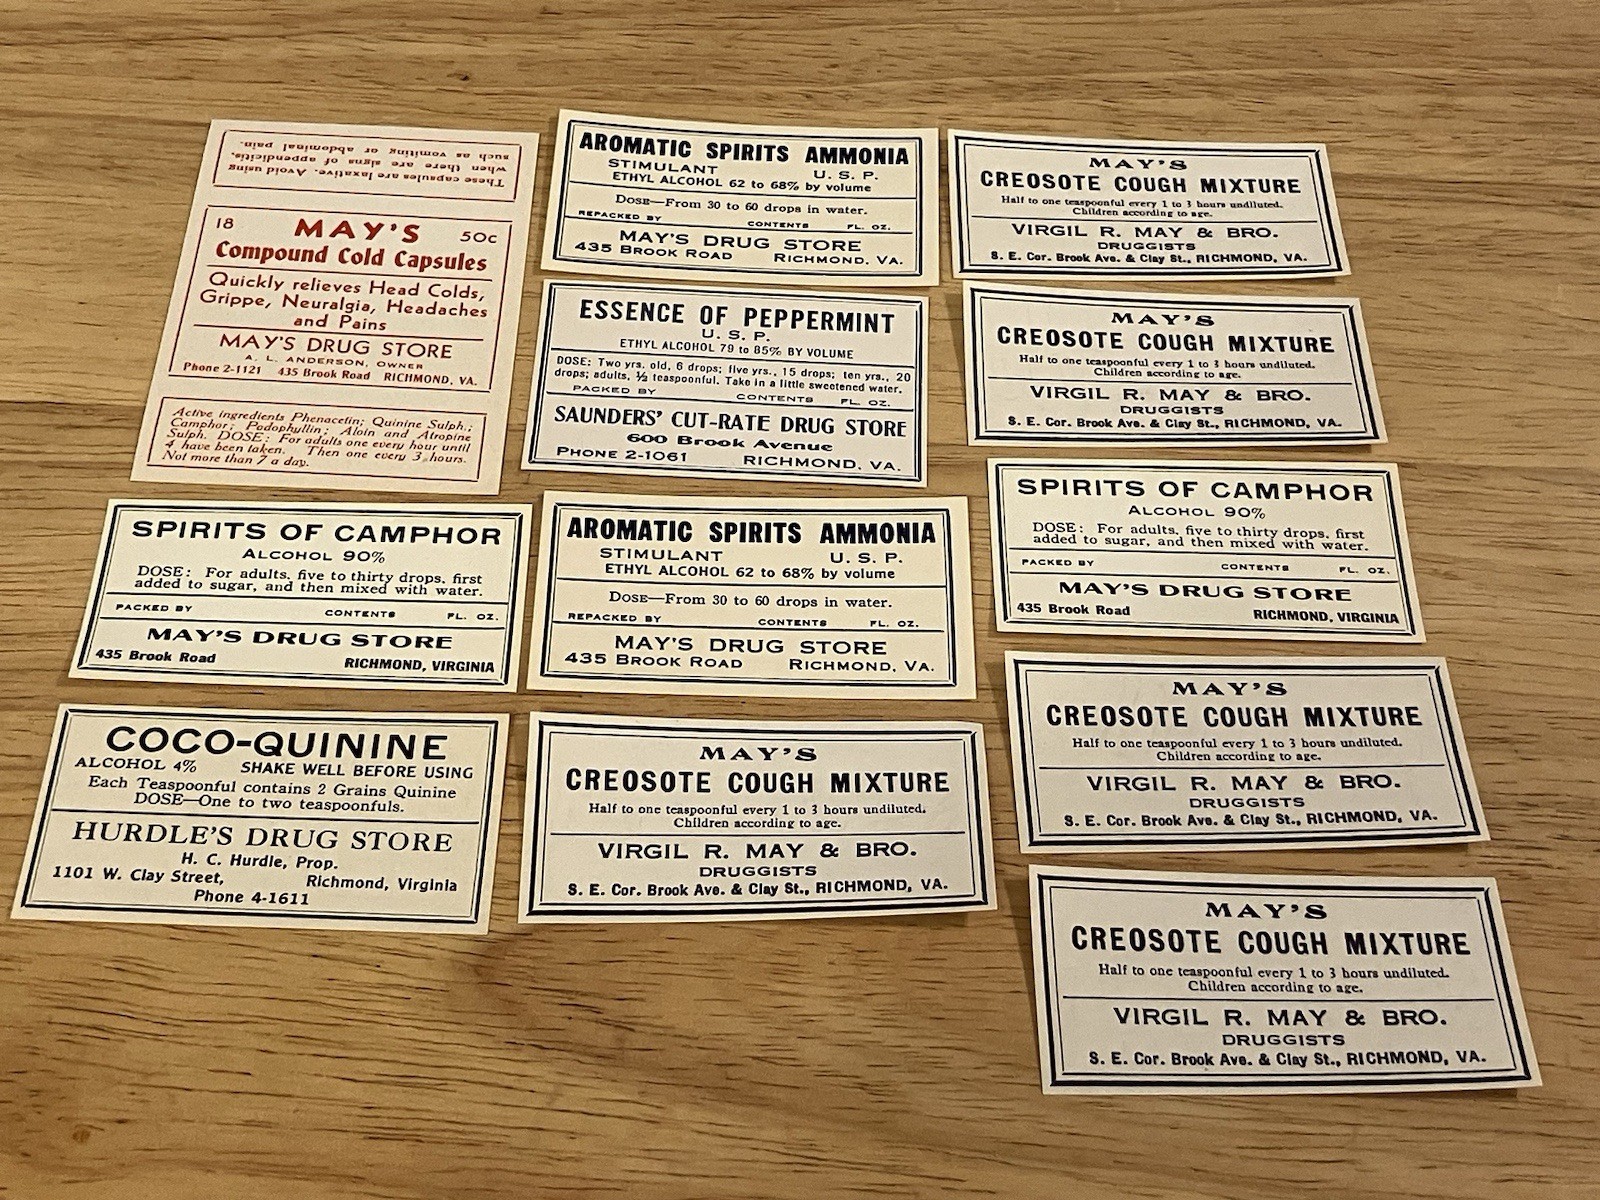 These capsules are laxative. Avoid using
when there are signs of appendicitis,
such as vomiting or abdominal pain.
18 MAY'S 50c
Compound Cold Capsules
Quickly relieves Head Colds,
Grippe, Neuralgia, Headaches
and Pains
MAY'S DRUG STORE
A. L. ANDERSON, OWNER
Phone 2-1121 435 Brook Road RICHMOND, VA.
Active ingredients Phenacetin; Quinine Sulph.;
Camphor; Podophyllin; Aloin and Atropine
Sulph. DOSE: For adults one every hour until
4 have been taken. Then one every 3 hours.
Not more than 7 a day.
SPIRITS OF CAMPHOR
ALCOHOL 90%
DOSE: For adults, five to thirty drops, first
added to sugar, and then mixed with water.
PACKED BY CONTENTS FL. OZ.
MAY'S DRUG STORE
435 Brook Road RICHMOND, VIRGINIA
COCO-QUININE
ALCOHOL 4% SHAKE WELL BEFORE USING
Each Teaspoonful contains 2 Grains Quinine
DOSE—One to two teaspoonfuls.
HURDLE'S DRUG STORE
H. C. Hurdle, Prop.
1101 W. Clay Street, Richmond, Virginia
Phone 4-1611
AROMATIC SPIRITS AMMONIA
STIMULANT U. S. P.
ETHYL ALCOHOL 62 to 68% by volume
DOSE—From 30 to 60 drops in water.
REPACKED BY CONTENTS FL. OZ.
MAY'S DRUG STORE
435 BROOK ROAD RICHMOND, VA.
ESSENCE OF PEPPERMINT
U. S. P.
ETHYL ALCOHOL 79 to 85% BY VOLUME
DOSE: Two yrs. old, 6 drops; five yrs., 15 drops; ten yrs., 20
drops; adults, ½ teaspoonful. Take in a little sweetened water.
PACKED BY CONTENTS FL. OZ.
SAUNDERS' CUT-RATE DRUG STORE
600 Brook Avenue
PHONE 2-1061 RICHMOND, VA.
AROMATIC SPIRITS AMMONIA
STIMULANT U. S. P.
ETHYL ALCOHOL 62 to 68% by volume
DOSE—From 30 to 60 drops in water.
REPACKED BY CONTENTS FL. OZ.
MAY'S DRUG STORE
435 BROOK ROAD RICHMOND, VA.
MAY'S
CREOSOTE COUGH MIXTURE
Half to one teaspoonful every 1 to 3 hours undiluted.
Children according to age.
VIRGIL R. MAY & BRO.
DRUGGISTS
S. E. Cor. Brook Ave. & Clay St., RICHMOND, VA.
MAY'S
CREOSOTE COUGH MIXTURE
Half to one teaspoonful every 1 to 3 hours undiluted.
Children according to age.
VIRGIL R. MAY & BRO.
DRUGGISTS
S. E. Cor. Brook Ave. & Clay St., RICHMOND, VA.
MAY'S
CREOSOTE COUGH MIXTURE
Half to one teaspoonful every 1 to 3 hours undiluted.
Children according to age.
VIRGIL R. MAY & BRO.
DRUGGISTS
S. E. Cor. Brook Ave. & Clay St., RICHMOND, VA.
SPIRITS OF CAMPHOR
ALCOHOL 90%
DOSE: For adults, five to thirty drops, first
added to sugar, and then mixed with water.
PACKED BY CONTENTS FL. OZ.
MAY'S DRUG STORE
435 Brook Road RICHMOND, VIRGINIA
MAY'S
CREOSOTE COUGH MIXTURE
Half to one teaspoonful every 1 to 3 hours undiluted.
Children according to age.
VIRGIL R. MAY & BRO.
DRUGGISTS
S. E. Cor. Brook Ave. & Clay St., RICHMOND, VA.
MAY'S
CREOSOTE COUGH MIXTURE
Half to one teaspoonful every 1 to 3 hours undiluted.
Children according to age.
VIRGIL R. MAY & BRO.
DRUGGISTS
S. E. Cor. Brook Ave. & Clay St., RICHMOND, VA.